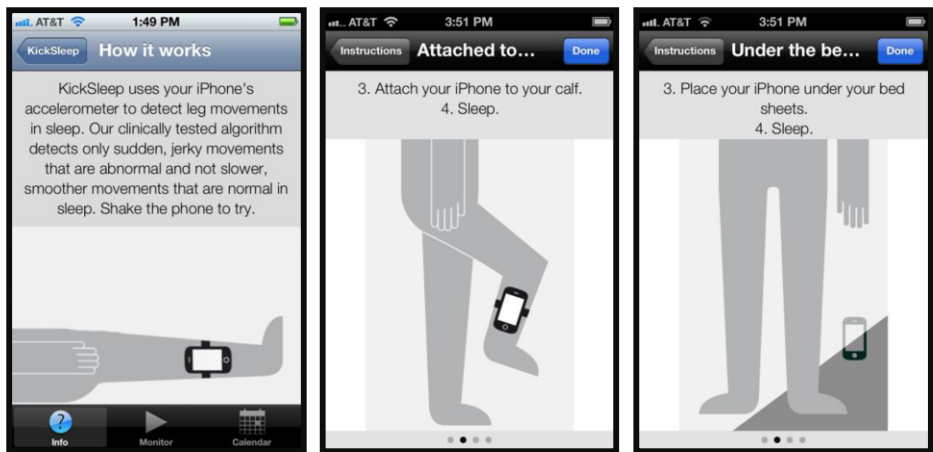 AT&T 1:49 PM
KickSleep How it works
KickSleep uses your iPhone's
accelerometer to detect leg movements
in sleep. Our clinically tested algorithm
detects only sudden, jerky movements
that are abnormal and not slower,
smoother movements that are normal in
sleep. Shake the phone to try.
?
Info Monitor Calendar
AT&T 3:51 PM
Instructions Attached to... Done
3. Attach your iPhone to your calf.
4. Sleep.
AT&T 3:51 PM
Instructions Under the be... Done
3. Place your iPhone under your bed
sheets.
4. Sleep.